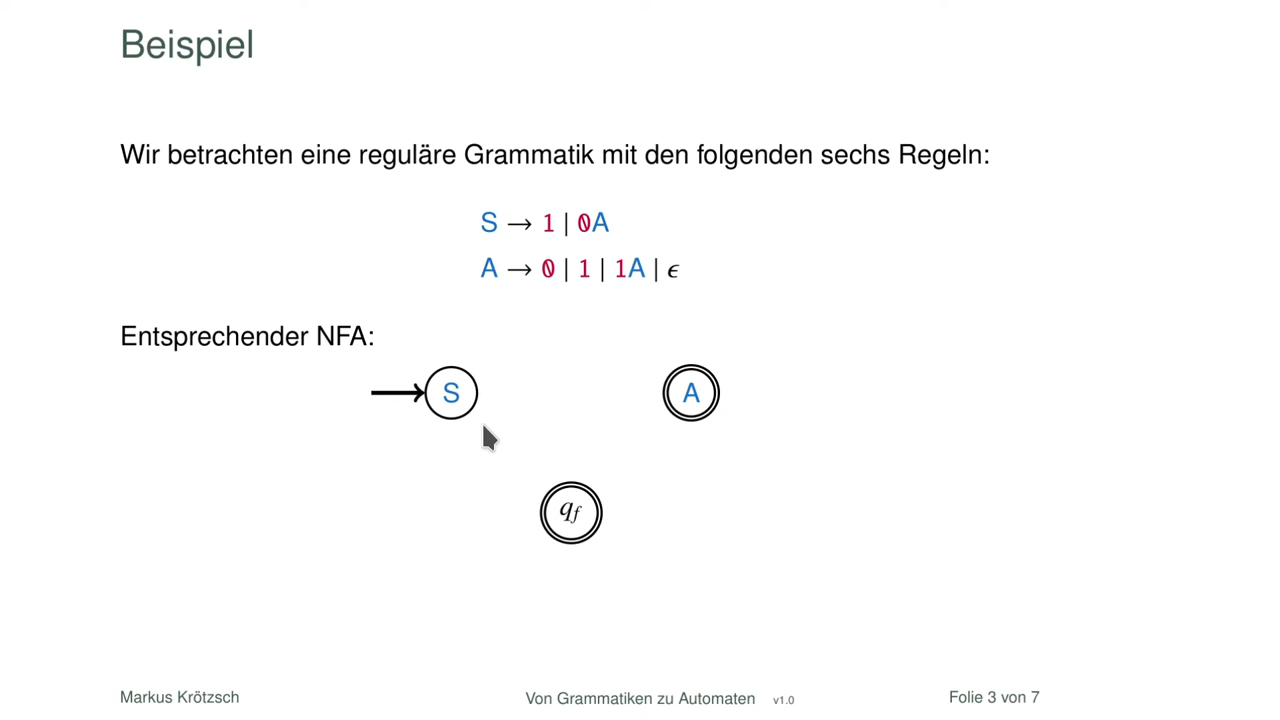 Beispiel
Wir betrachten eine reguläre Grammatik mit den folgenden sechs Regeln:
S → 1 | 0A
A → 0 | 1 | 1A | ϵ
Entsprechender NFA:
S
A
qf
Markus Krötzsch
Von Grammatiken zu Automaten v1.0
Folie 3 von 7